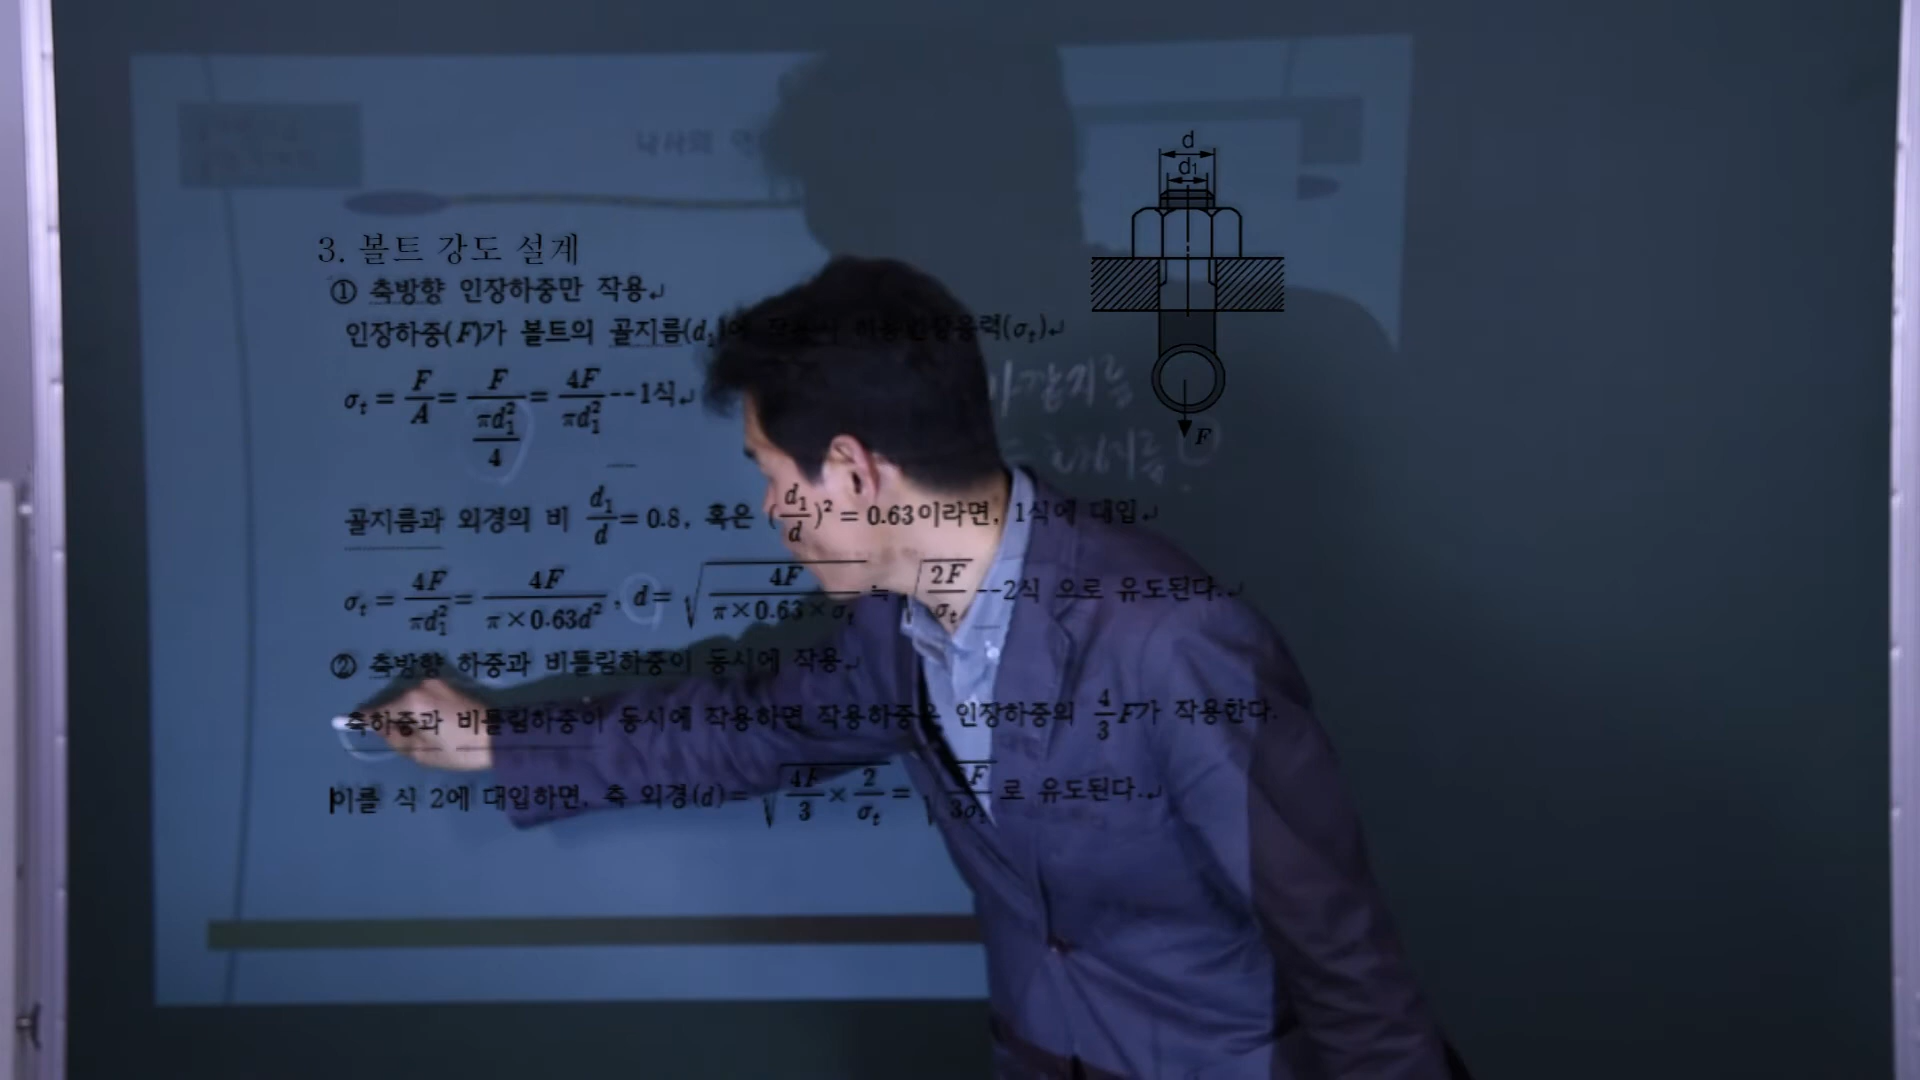 d
d₁
3. 볼트 강도 설계
① 축방향 인장하중만 작용↵
인장하중(F)가 볼트의 골지름(d₁)에 허용인장응력(σₜ)↵
σₜ = F/A = F/(πd₁²/4) = 4F/πd₁² --1식↵
F
골지름과 외경의 비 d₁/d = 0.8, 혹은 (d₁/d)² = 0.63이라면, 1식에 대입↵
σₜ = 4F/πd₁² = 4F/(π×0.63d²), d = √(4F/(π×0.63×σₜ)) ≒ √(2F/σₜ) --2식 으로 유도된다.↵
② 축방향 하중과 비틀림하중이 동시에 작용↵
축하중과 비틀림하중이 동시에 작용하면 작용하중은 인장하중의 4/3 F가 작용한다.
이를 식 2에 대입하면, 축 외경(d) = √(4F/3 × 2/σₜ) = √(F/3σₜ)로 유도된다.↵